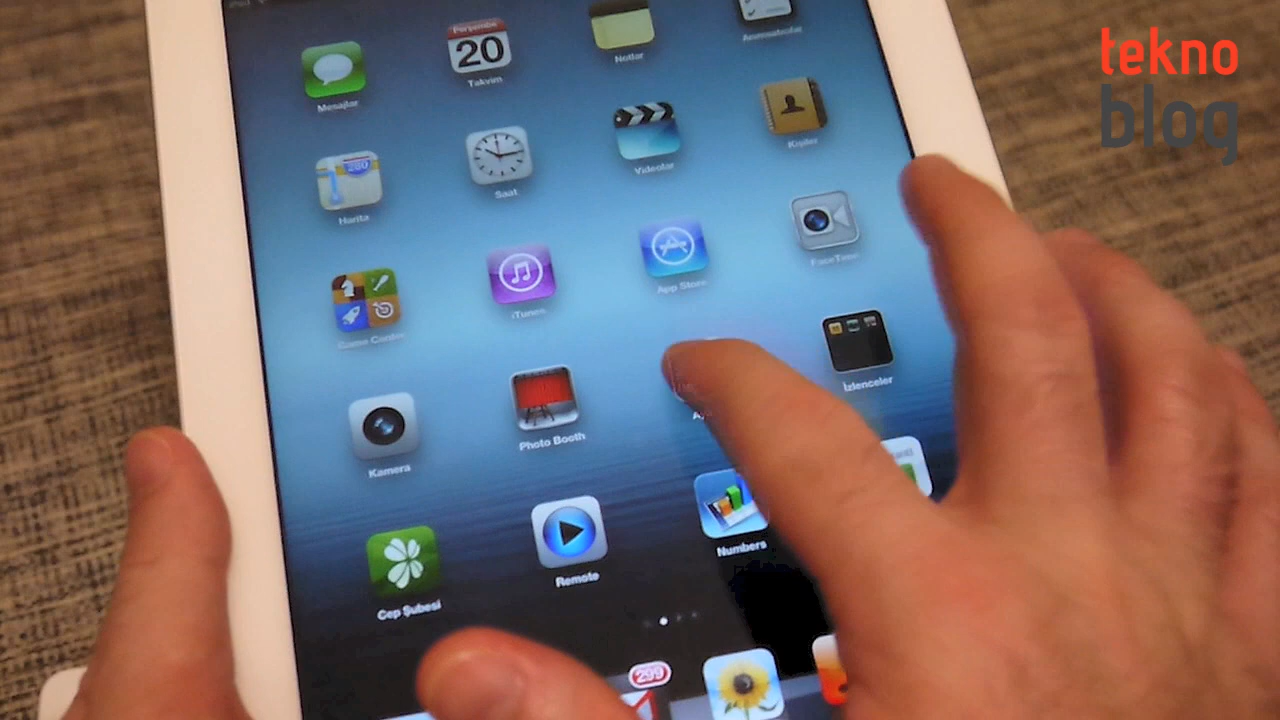 tekno
blog
Perşembe
20
Mesajlar
Takvim
Notlar
Anımsatıcılar
280
Harita
Saat
Videolar
Kişiler
Game Center
iTunes
App Store
FaceTime
Kamera
Photo Booth
İzlenceler
Cep Şubesi
Remote
Numbers
299